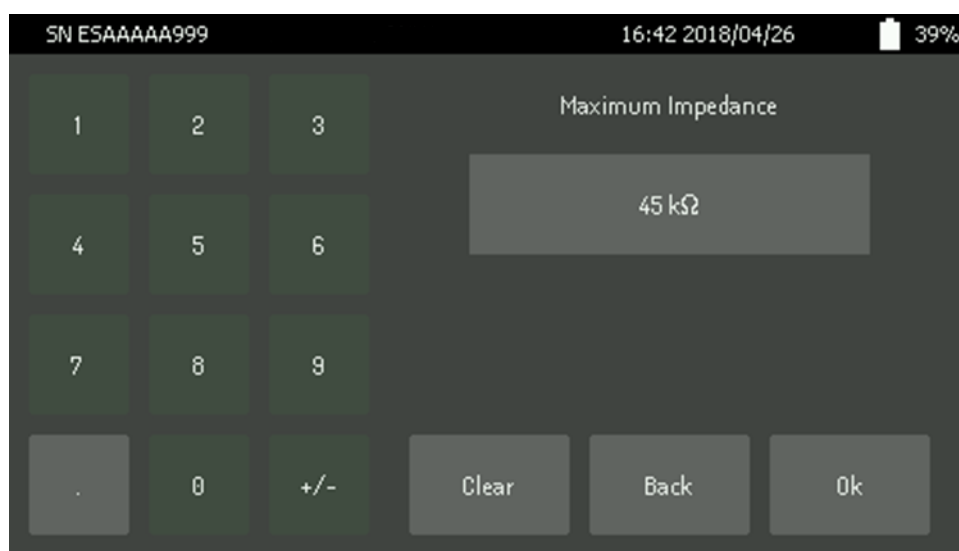 SN ESAAAAA999 16:42 2018/04/26 39%
Maximum Impedance
45 kΩ
1 2 3
4 5 6
7 8 9
. 0 +/- Clear Back Ok